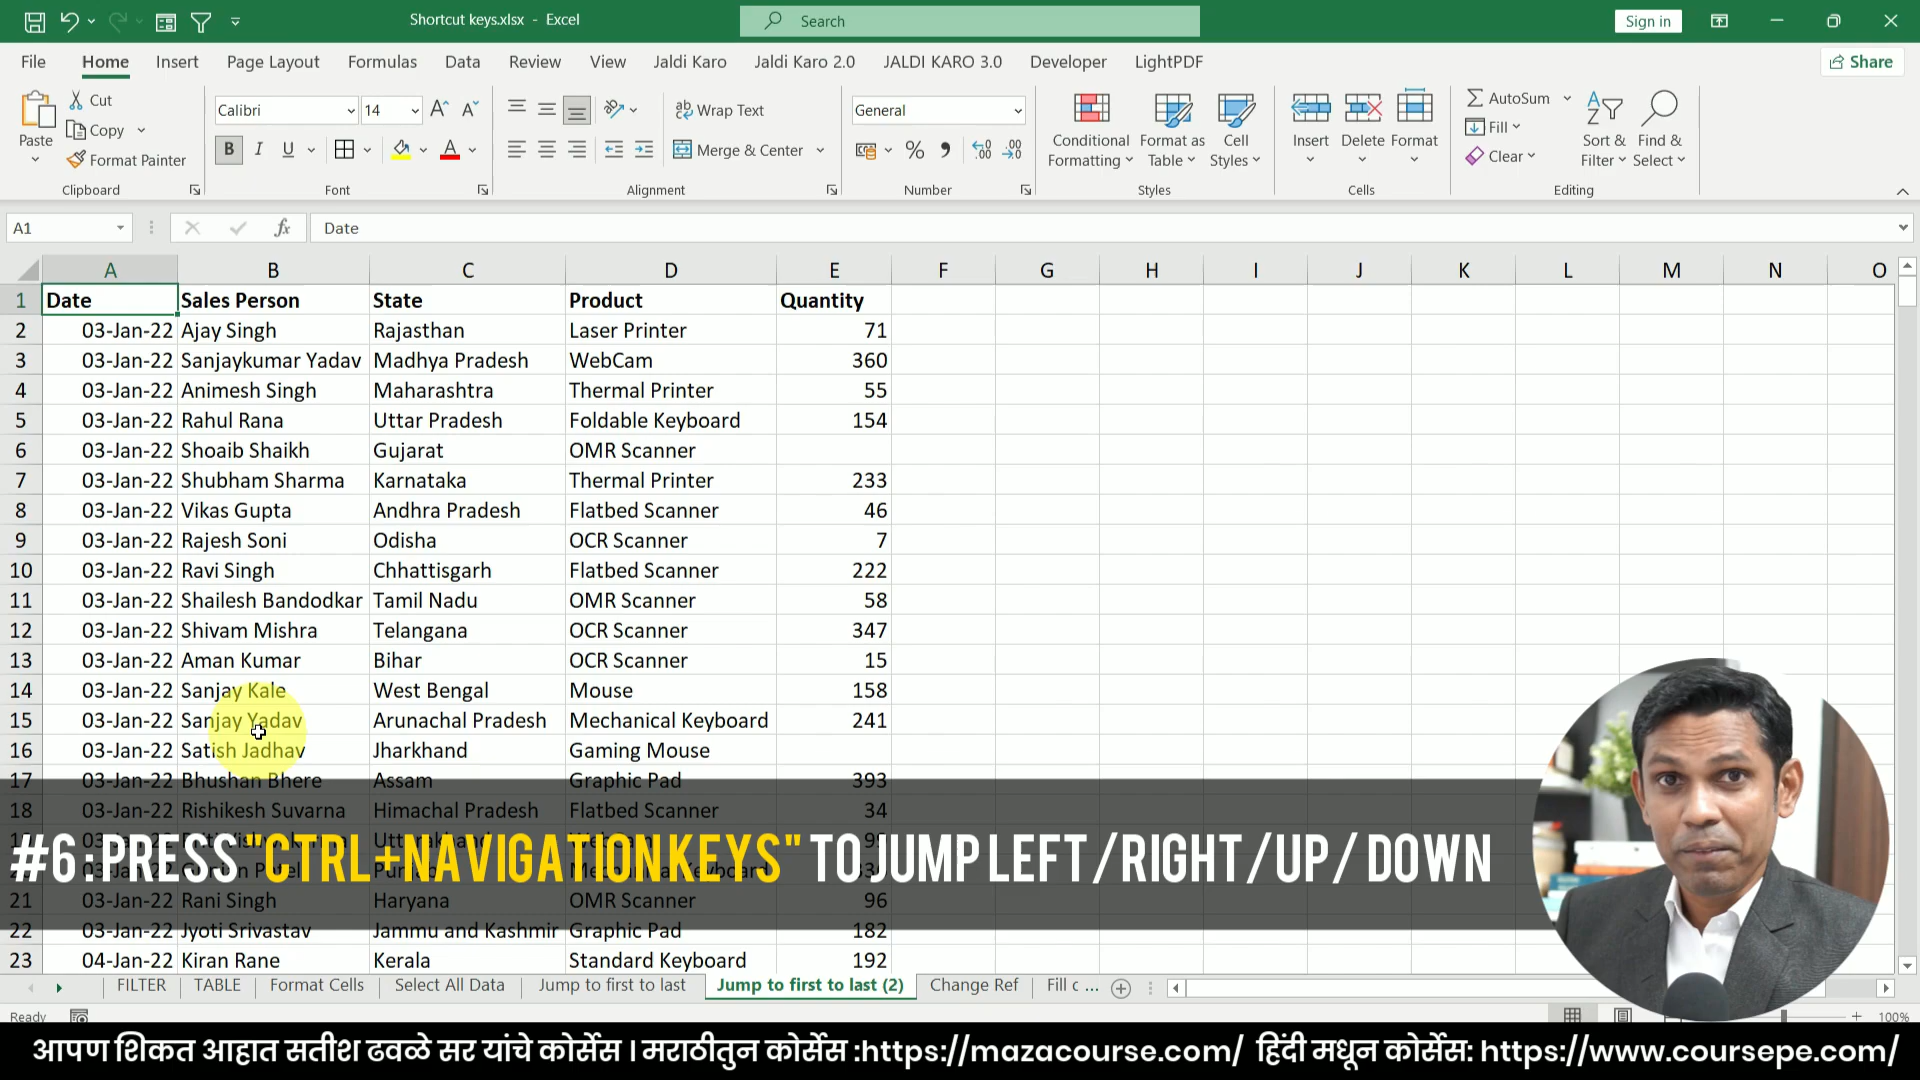 Shortcut keys.xlsx - Excel
Search
Sign in
File Home Insert Page Layout Formulas Data Review View Jaldi Karo Jaldi Karo 2.0 JALDI KARO 3.0 Developer LightPDF Share
Paste
Cut
Copy
Format Painter
Clipboard
Calibri 14
B I U
Font
Wrap Text
Merge & Center
Alignment
General
Number
Conditional Formatting
Format as Table
Cell Styles
Styles
Insert
Delete
Format
Cells
AutoSum
Fill
Clear
Sort & Filter
Find & Select
Editing
A1 fx Date
A B C D E F G H I J K L M N O
1 Date Sales Person State Product Quantity
2 03-Jan-22 Ajay Singh Rajasthan Laser Printer 71
3 03-Jan-22 Sanjaykumar Yadav Madhya Pradesh WebCam 360
4 03-Jan-22 Animesh Singh Maharashtra Thermal Printer 55
5 03-Jan-22 Rahul Rana Uttar Pradesh Foldable Keyboard 154
6 03-Jan-22 Shoaib Shaikh Gujarat OMR Scanner
7 03-Jan-22 Shubham Sharma Karnataka Thermal Printer 233
8 03-Jan-22 Vikas Gupta Andhra Pradesh Flatbed Scanner 46
9 03-Jan-22 Rajesh Soni Odisha OCR Scanner 7
10 03-Jan-22 Ravi Singh Chhattisgarh Flatbed Scanner 222
11 03-Jan-22 Shailesh Bandodkar Tamil Nadu OMR Scanner 58
12 03-Jan-22 Shivam Mishra Telangana OCR Scanner 347
13 03-Jan-22 Aman Kumar Bihar OCR Scanner 15
14 03-Jan-22 Sanjay Kale West Bengal Mouse 158
15 03-Jan-22 Sanjay Yadav Arunachal Pradesh Mechanical Keyboard 241
16 03-Jan-22 Satish Jadhav Jharkhand Gaming Mouse
17 03-Jan-22 Bhushan Bhere Assam Graphic Pad 393
18 03-Jan-22 Rishikesh Suvarna Himachal Pradesh Flatbed Scanner 34
#6: PRESS "CTRL+NAVIGATION KEYS" TO JUMP LEFT/RIGHT/UP/DOWN
21 03-Jan-22 Rani Singh Haryana OMR Scanner 96
22 03-Jan-22 Jyoti Srivastav Jammu and Kashmir Graphic Pad 182
23 04-Jan-22 Kiran Rane Kerala Standard Keyboard 192
FILTER TABLE Format Cells Select All Data Jump to first to last Jump to first to last (2) Change Ref Fill c ...
Ready 100%
आपण शिकत आहात सतीश ढवळे सर यांचे कोर्सेस । मराठीतुन कोर्सेस :https://mazacourse.com/ हिंदी मधून कोर्सेस: https://www.coursepe.com/